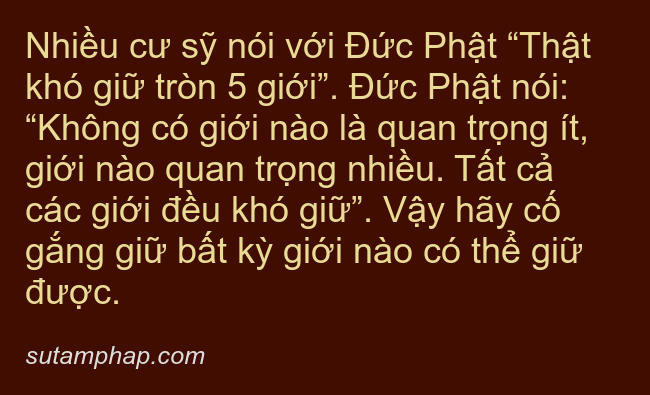 Nhiều cư sỹ nói với Đức Phật “Thật
khó giữ tròn 5 giới”. Đức Phật nói:
“Không có giới nào là quan trọng ít,
giới nào quan trọng nhiều. Tất cả
các giới đều khó giữ”. Vậy hãy cố
gắng giữ bất kỳ giới nào có thể giữ
được.
sutamphap.com